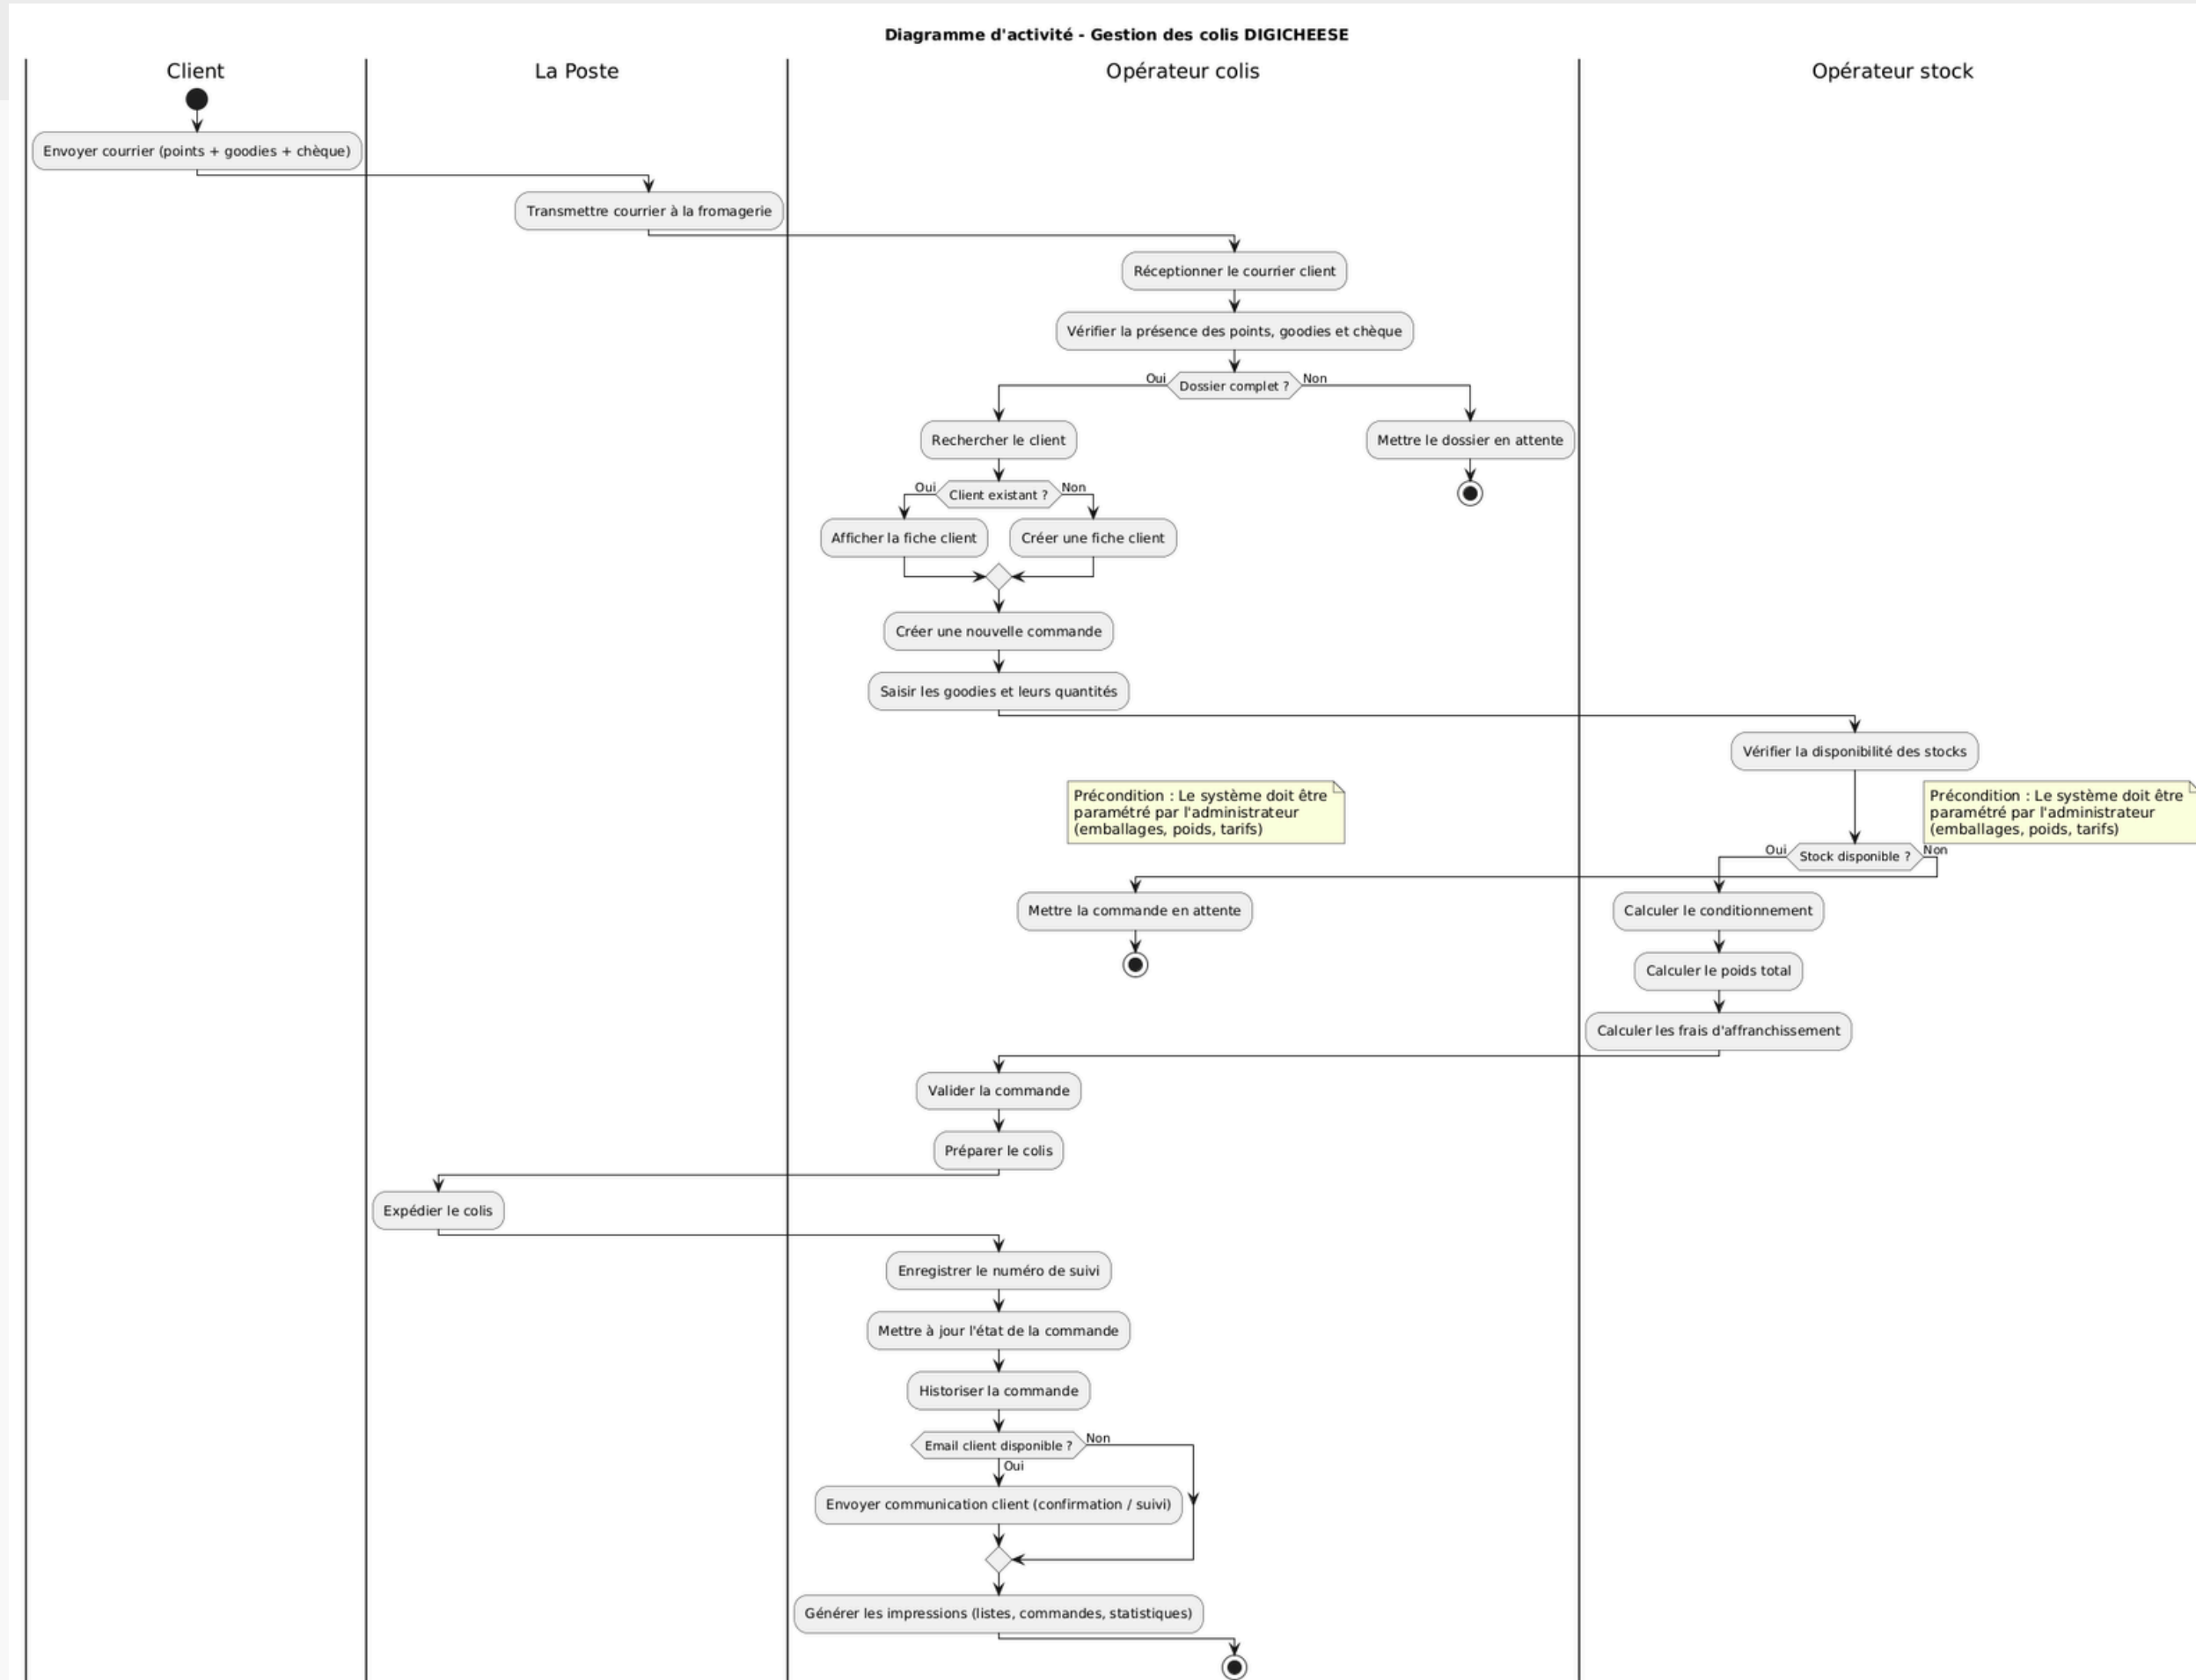 Diagramme d'activité - Gestion des colis DIGICHEESE
Client
La Poste
Opérateur colis
Opérateur stock
Envoyer courrier (points + goodies + chèque)
Transmettre courrier à la fromagerie
Réceptionner le courrier client
Vérifier la présence des points, goodies et chèque
Oui
Dossier complet ?
Non
Rechercher le client
Mettre le dossier en attente
Oui
Client existant ?
Non
Afficher la fiche client
Créer une fiche client
Créer une nouvelle commande
Saisir les goodies et leurs quantités
Vérifier la disponibilité des stocks
Précondition : Le système doit être
paramétré par l'administrateur
(emballages, poids, tarifs)
Précondition : Le système doit être
paramétré par l'administrateur
(emballages, poids, tarifs)
Oui
Stock disponible ?
Non
Mettre la commande en attente
Calculer le conditionnement
Calculer le poids total
Calculer les frais d'affranchissement
Valider la commande
Préparer le colis
Expédier le colis
Enregistrer le numéro de suivi
Mettre à jour l'état de la commande
Historiser la commande
Email client disponible ?
Non
Oui
Envoyer communication client (confirmation / suivi)
Générer les impressions (listes, commandes, statistiques)